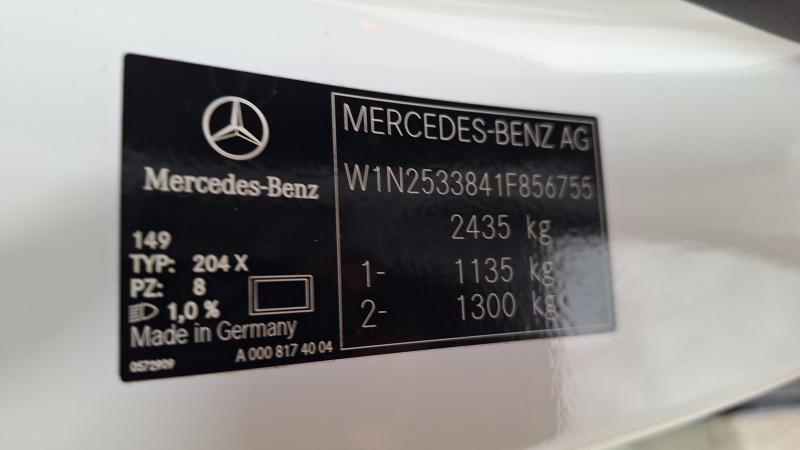 Mercedes-Benz
149
TYP: 204 X
PZ: 8
1,0 %
Made in Germany
0572909
A 000 817 40 04
MERCEDES-BENZ AG
W1N2533841F856755
2435 kg
1- 1135 kg
2- 1300 kg